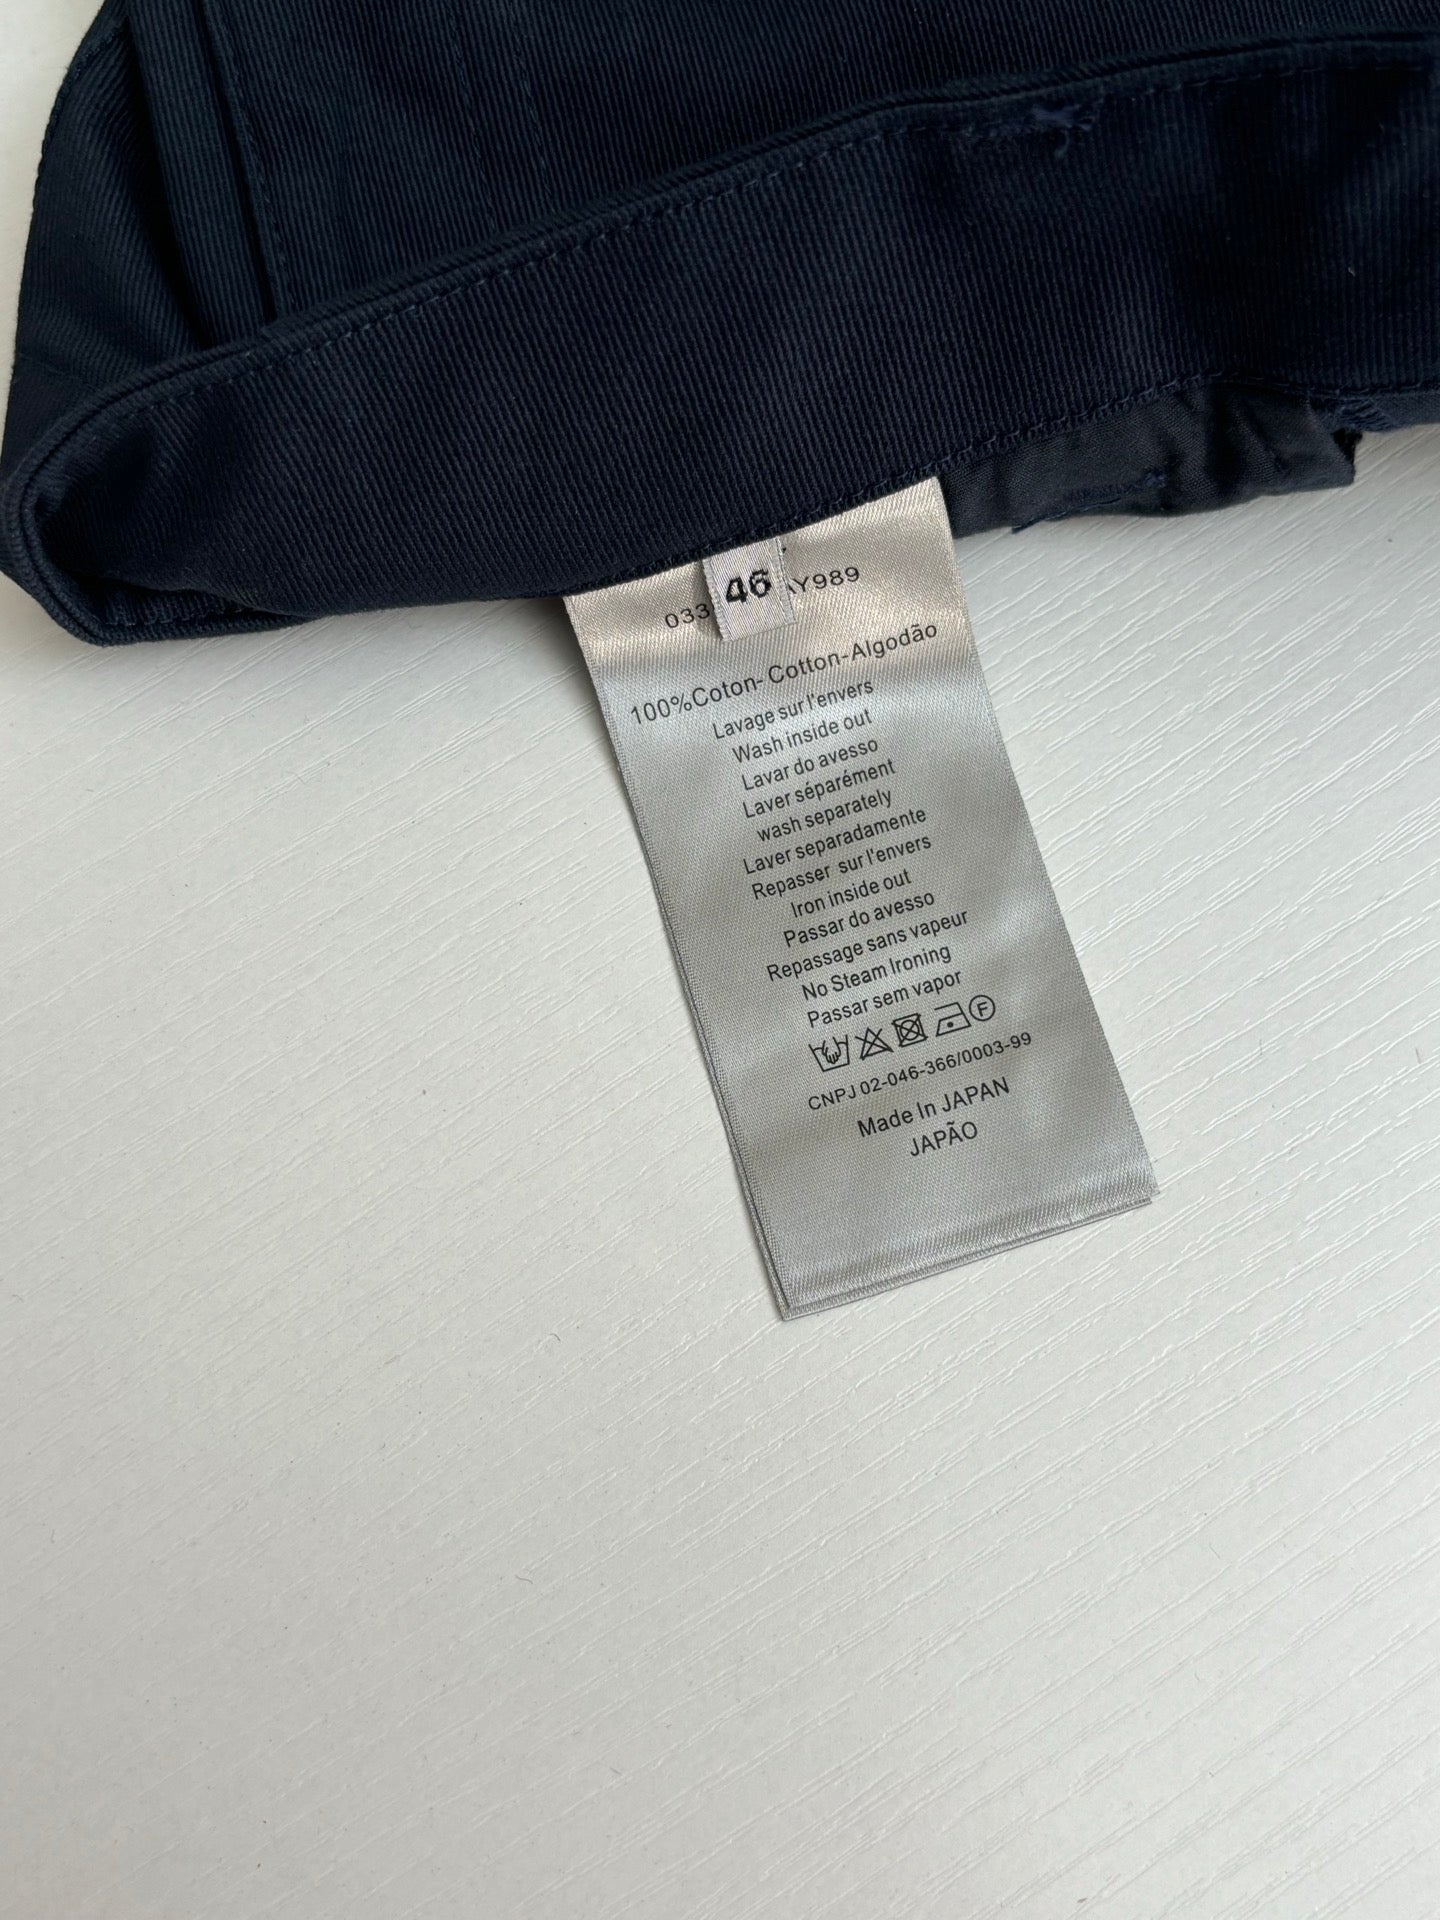 46
033 AY989
100%Coton- Cotton-Algodão
Lavage sur l'envers
Wash inside out
Lavar do avesso
Laver séparément
wash separately
Laver separadamente
Repasser sur l'envers
Iron inside out
Passar do avesso
Repassage sans vapeur
No Steam Ironing
Passar sem vapor
F
CNPJ 02-046-366/0003-99
Made In JAPAN
JAPÃO